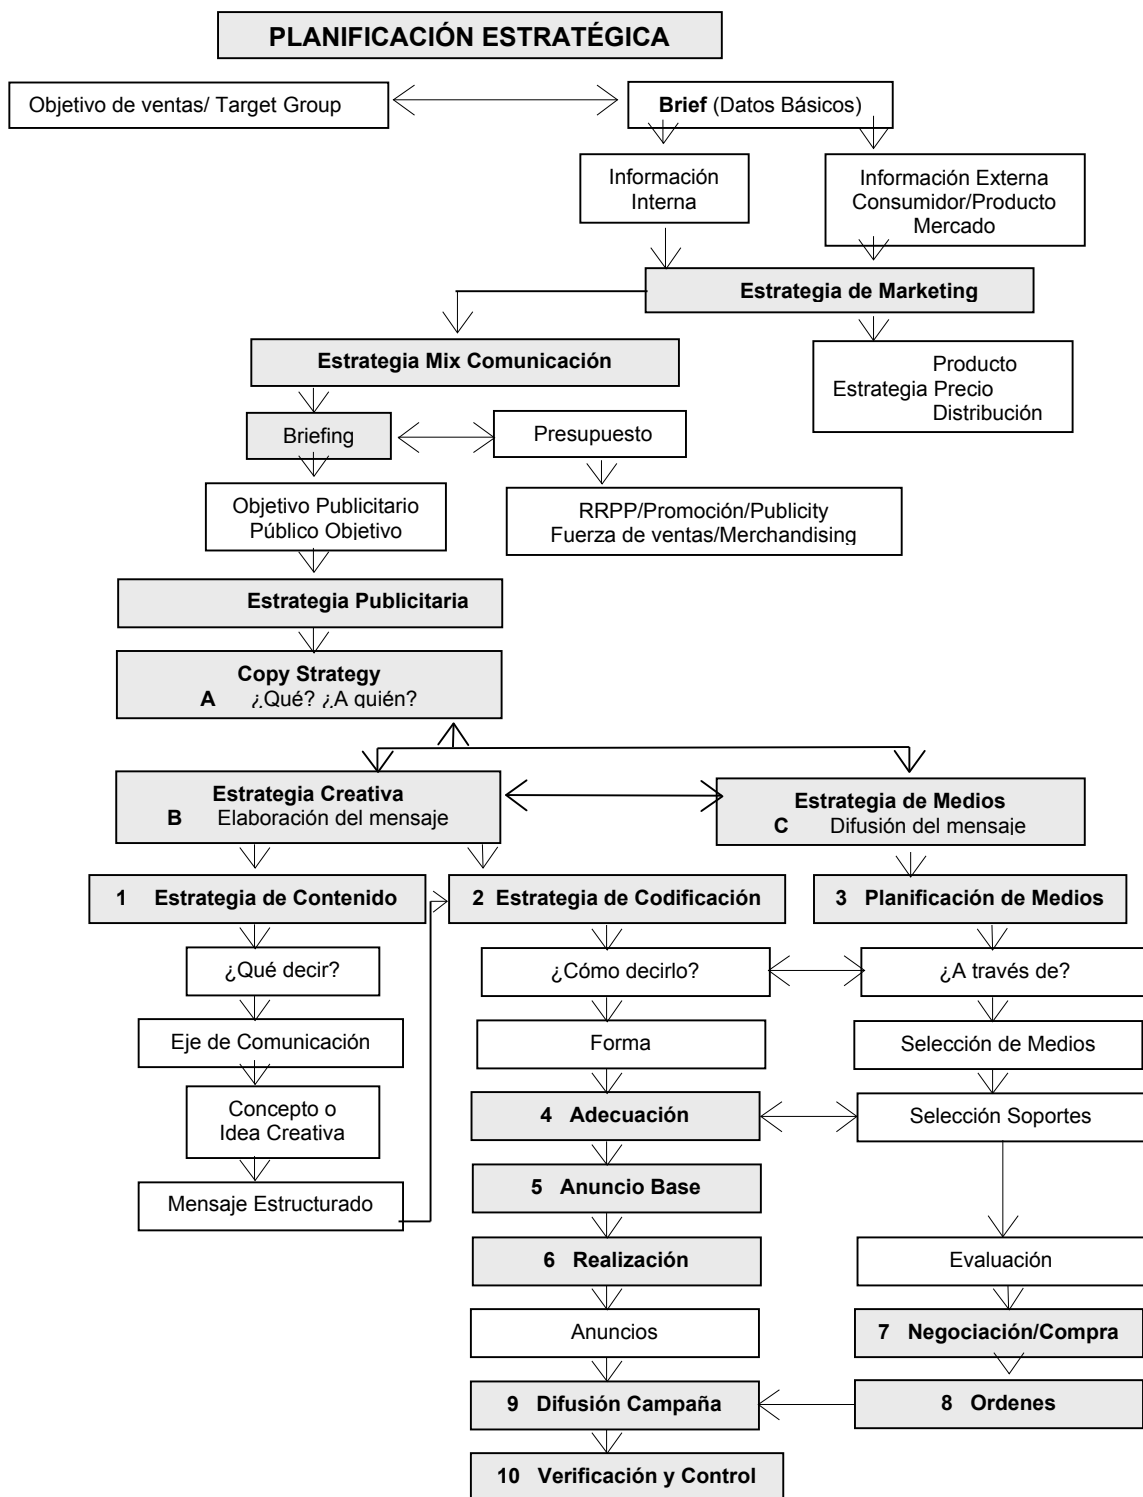 PLANIFICACIÓN ESTRATÉGICA
Objetivo de ventas/ Target Group
Brief (Datos Básicos)
Información
Interna
Información Externa
Consumidor/Producto
Mercado
Estrategia de Marketing
Estrategia Mix Comunicación
Producto
Estrategia Precio
Distribución
Briefing
Presupuesto
Objetivo Publicitario
Público Objetivo
RRPP/Promoción/Publicity
Fuerza de ventas/Merchandising
Estrategia Publicitaria
Copy Strategy
A ¿Qué? ¿A quién?
Estrategia Creativa
B Elaboración del mensaje
Estrategia de Medios
C Difusión del mensaje
1 Estrategia de Contenido
2 Estrategia de Codificación
3 Planificación de Medios
¿Qué decir?
¿Cómo decirlo?
¿A través de?
Eje de Comunicación
Forma
Selección de Medios
Concepto o
Idea Creativa
4 Adecuación
Selección Soportes
Mensaje Estructurado
5 Anuncio Base
6 Realización
Evaluación
Anuncios
7 Negociación/Compra
9 Difusión Campaña
8 Ordenes
10 Verificación y Control